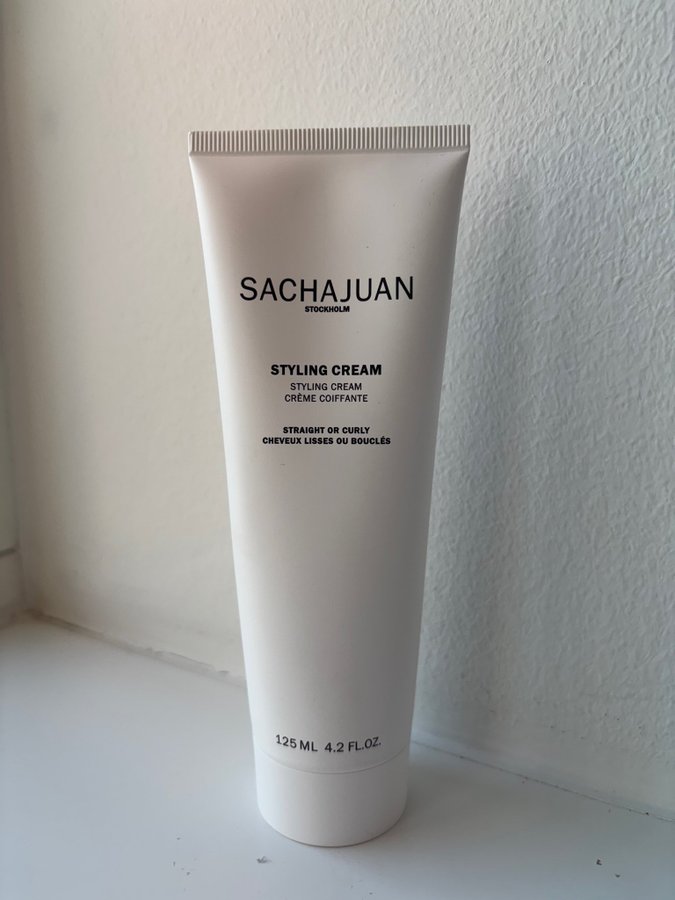 SACHAJUAN
STOCKHOLM
STYLING CREAM
STYLING CREAM
CRÈME COIFFANTE
STRAIGHT OR CURLY
CHEVEUX LISSES OU BOUCLÉS
125 ML 4.2 FL.OZ.